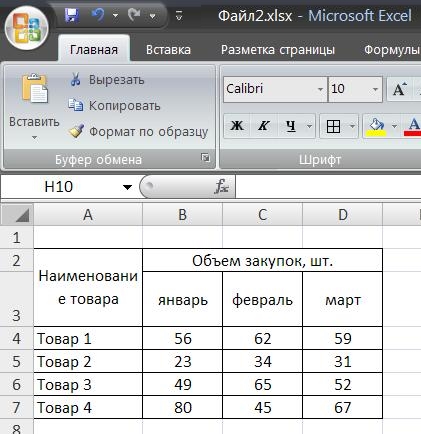 Файл2.xlsx - Microsoft Excel
Главная Вставка Разметка страницы Формулы
Вставить
Вырезать
Копировать
Формат по образцу
Calibri 10 A
Ж К Ч A
Буфер обмена Шрифт
H10 fx
A B C D
1
2 Объем закупок, шт.
Наименовани
е товара
3 январь февраль март
4 Товар 1 56 62 59
5 Товар 2 23 34 31
6 Товар 3 49 65 52
7 Товар 4 80 45 67
8